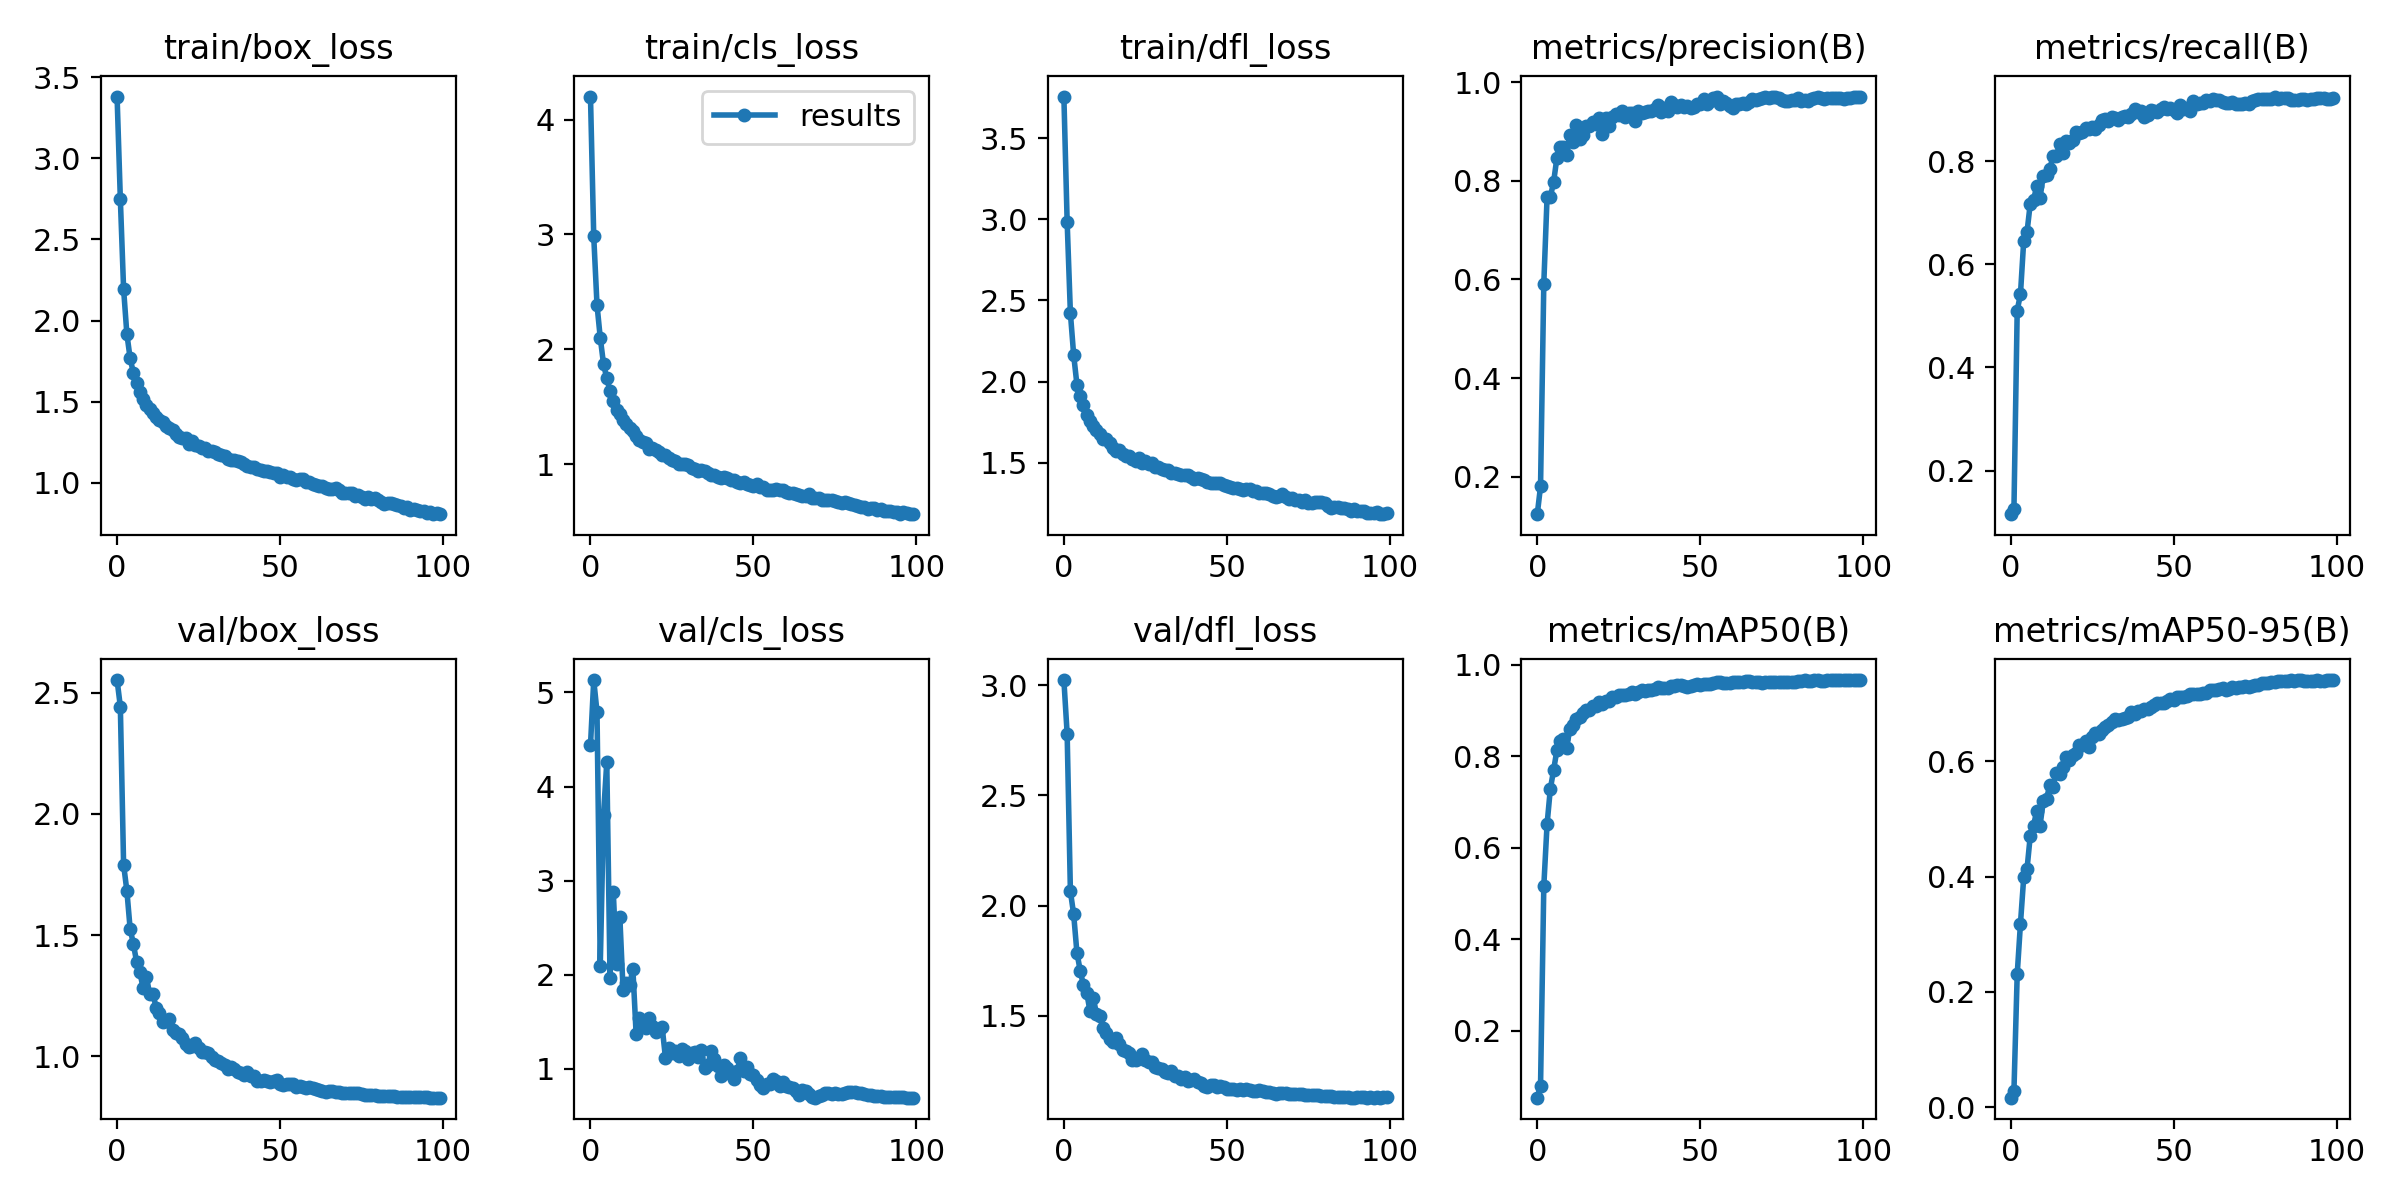 train/box_loss
3.5
3.0
2.5
2.0
1.5
1.0
0 50 100
train/cls_loss
results
4
3
2
1
0 50 100
train/dfl_loss
3.5
3.0
2.5
2.0
1.5
0 50 100
metrics/precision(B)
1.0
0.8
0.6
0.4
0.2
0 50 100
metrics/recall(B)
0.8
0.6
0.4
0.2
0 50 100
val/box_loss
2.5
2.0
1.5
1.0
0 50 100
val/cls_loss
5
4
3
2
1
0 50 100
val/dfl_loss
3.0
2.5
2.0
1.5
0 50 100
metrics/mAP50(B)
1.0
0.8
0.6
0.4
0.2
0 50 100
metrics/mAP50-95(B)
0.6
0.4
0.2
0.0
0 50 100